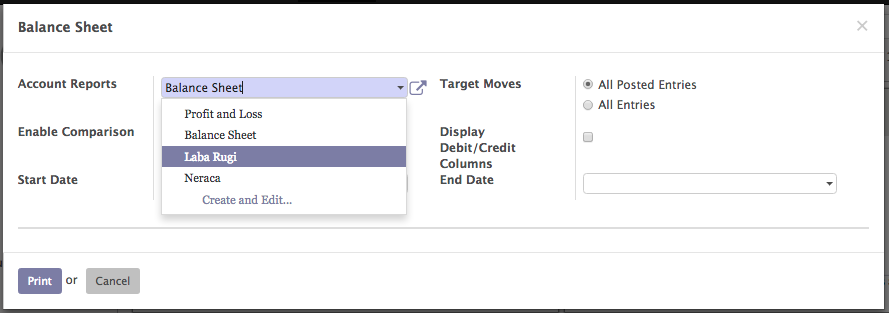 Balance Sheet
×
Account Reports
Balance Sheet
Target Moves
All Posted Entries
All Entries
Profit and Loss
Balance Sheet
Laba Rugi
Neraca
Create and Edit...
Enable Comparison
Display
Debit/Credit
Columns
Start Date
End Date
Print or Cancel